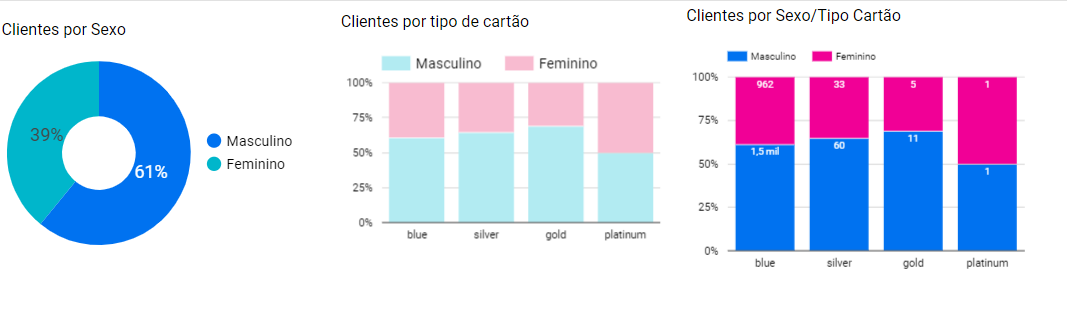 Clientes por Sexo
39%
61%
Masculino
Feminino
Clientes por tipo de cartão
Masculino Feminino
100%
75%
50%
25%
0%
blue silver gold platinum
Clientes por Sexo/Tipo Cartão
Masculino Feminino
100%
962 33 5 1
75%
1,5 mil 60 11 1
50%
25%
0%
blue silver gold platinum